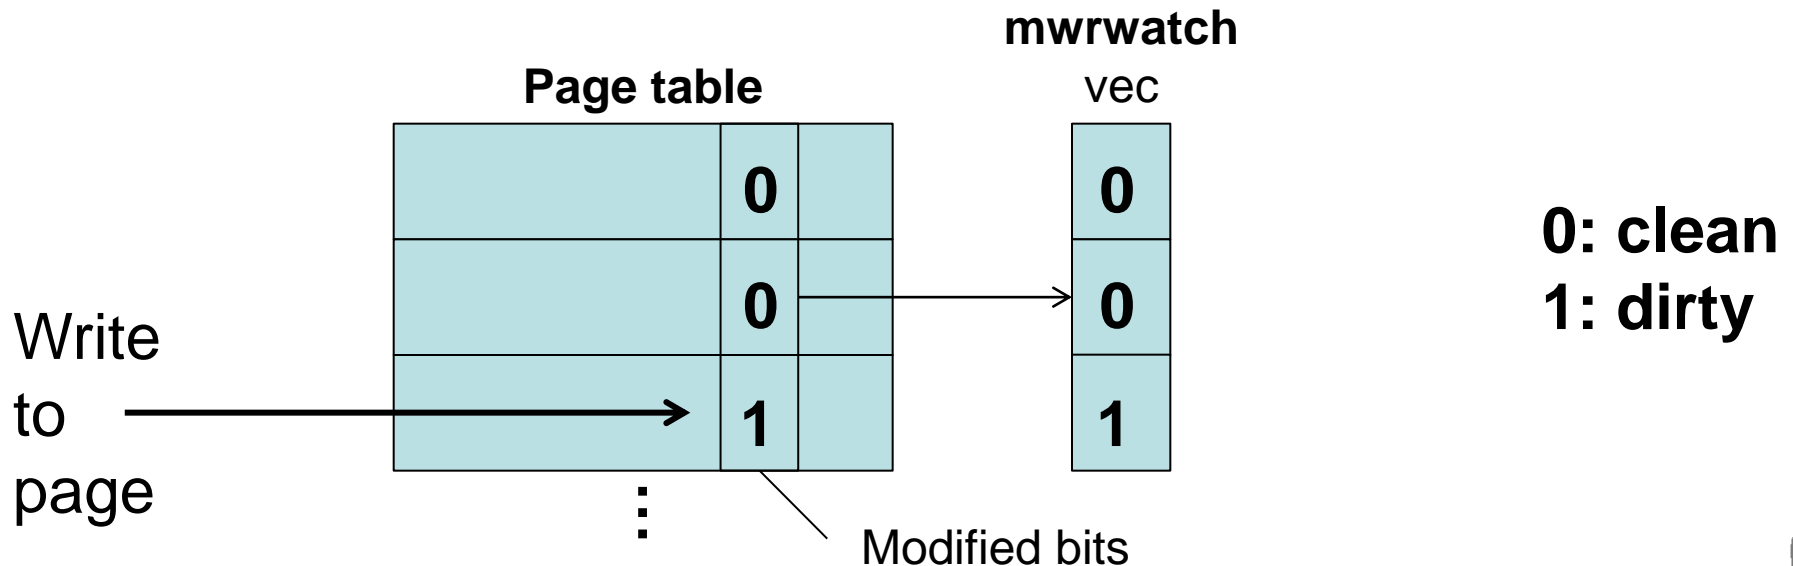 mwrwatch
vec
Page table
0
0
0
0
1
1
0: clean
1: dirty
Write
to
page
Modified bits